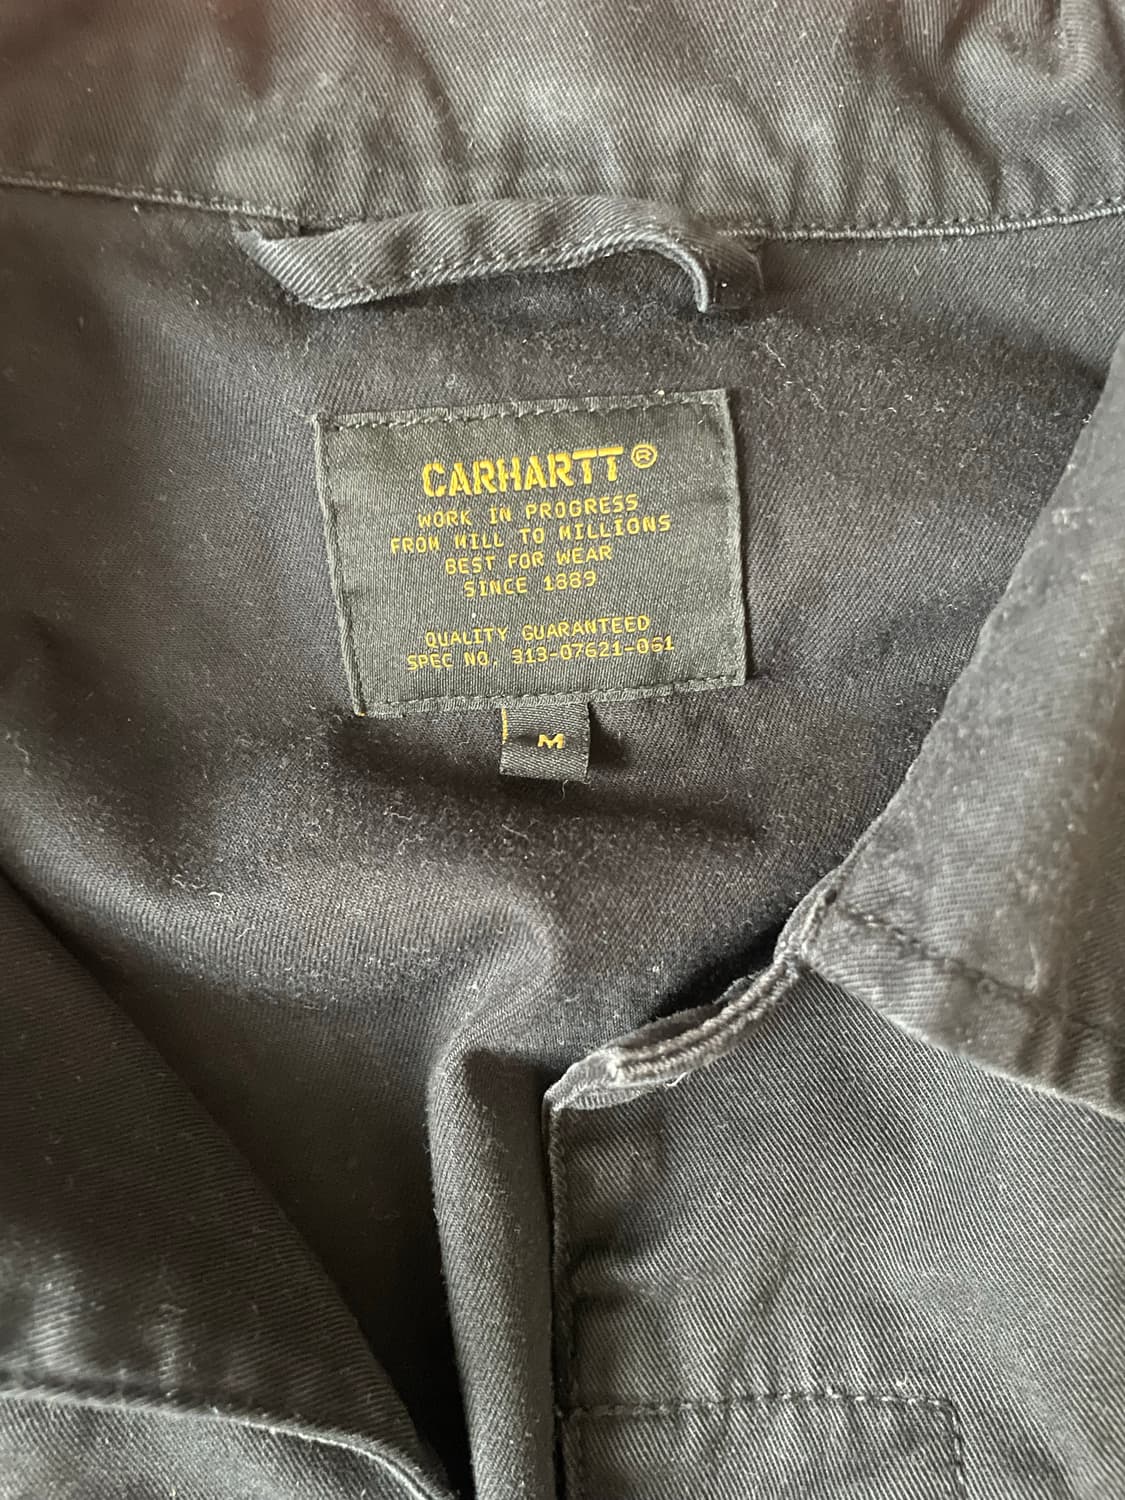 CARHARTT®
WORK IN PROGRESS
FROM MILL TO MILLIONS
BEST FOR WEAR
SINCE 1889
QUALITY GUARANTEED
SPEC NO. 313-07621-061
M